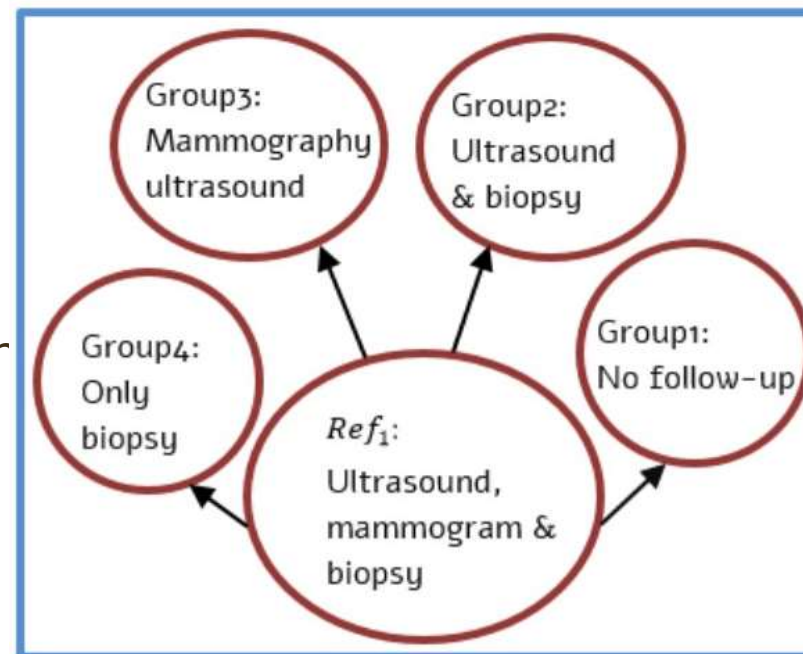 Group3:
Mammography
ultrasound
Group2:
Ultrasound
& biopsy
Group4:
Only
biopsy
Group1:
No follow-up
Ref₁:
Ultrasound,
mammogram &
biopsy